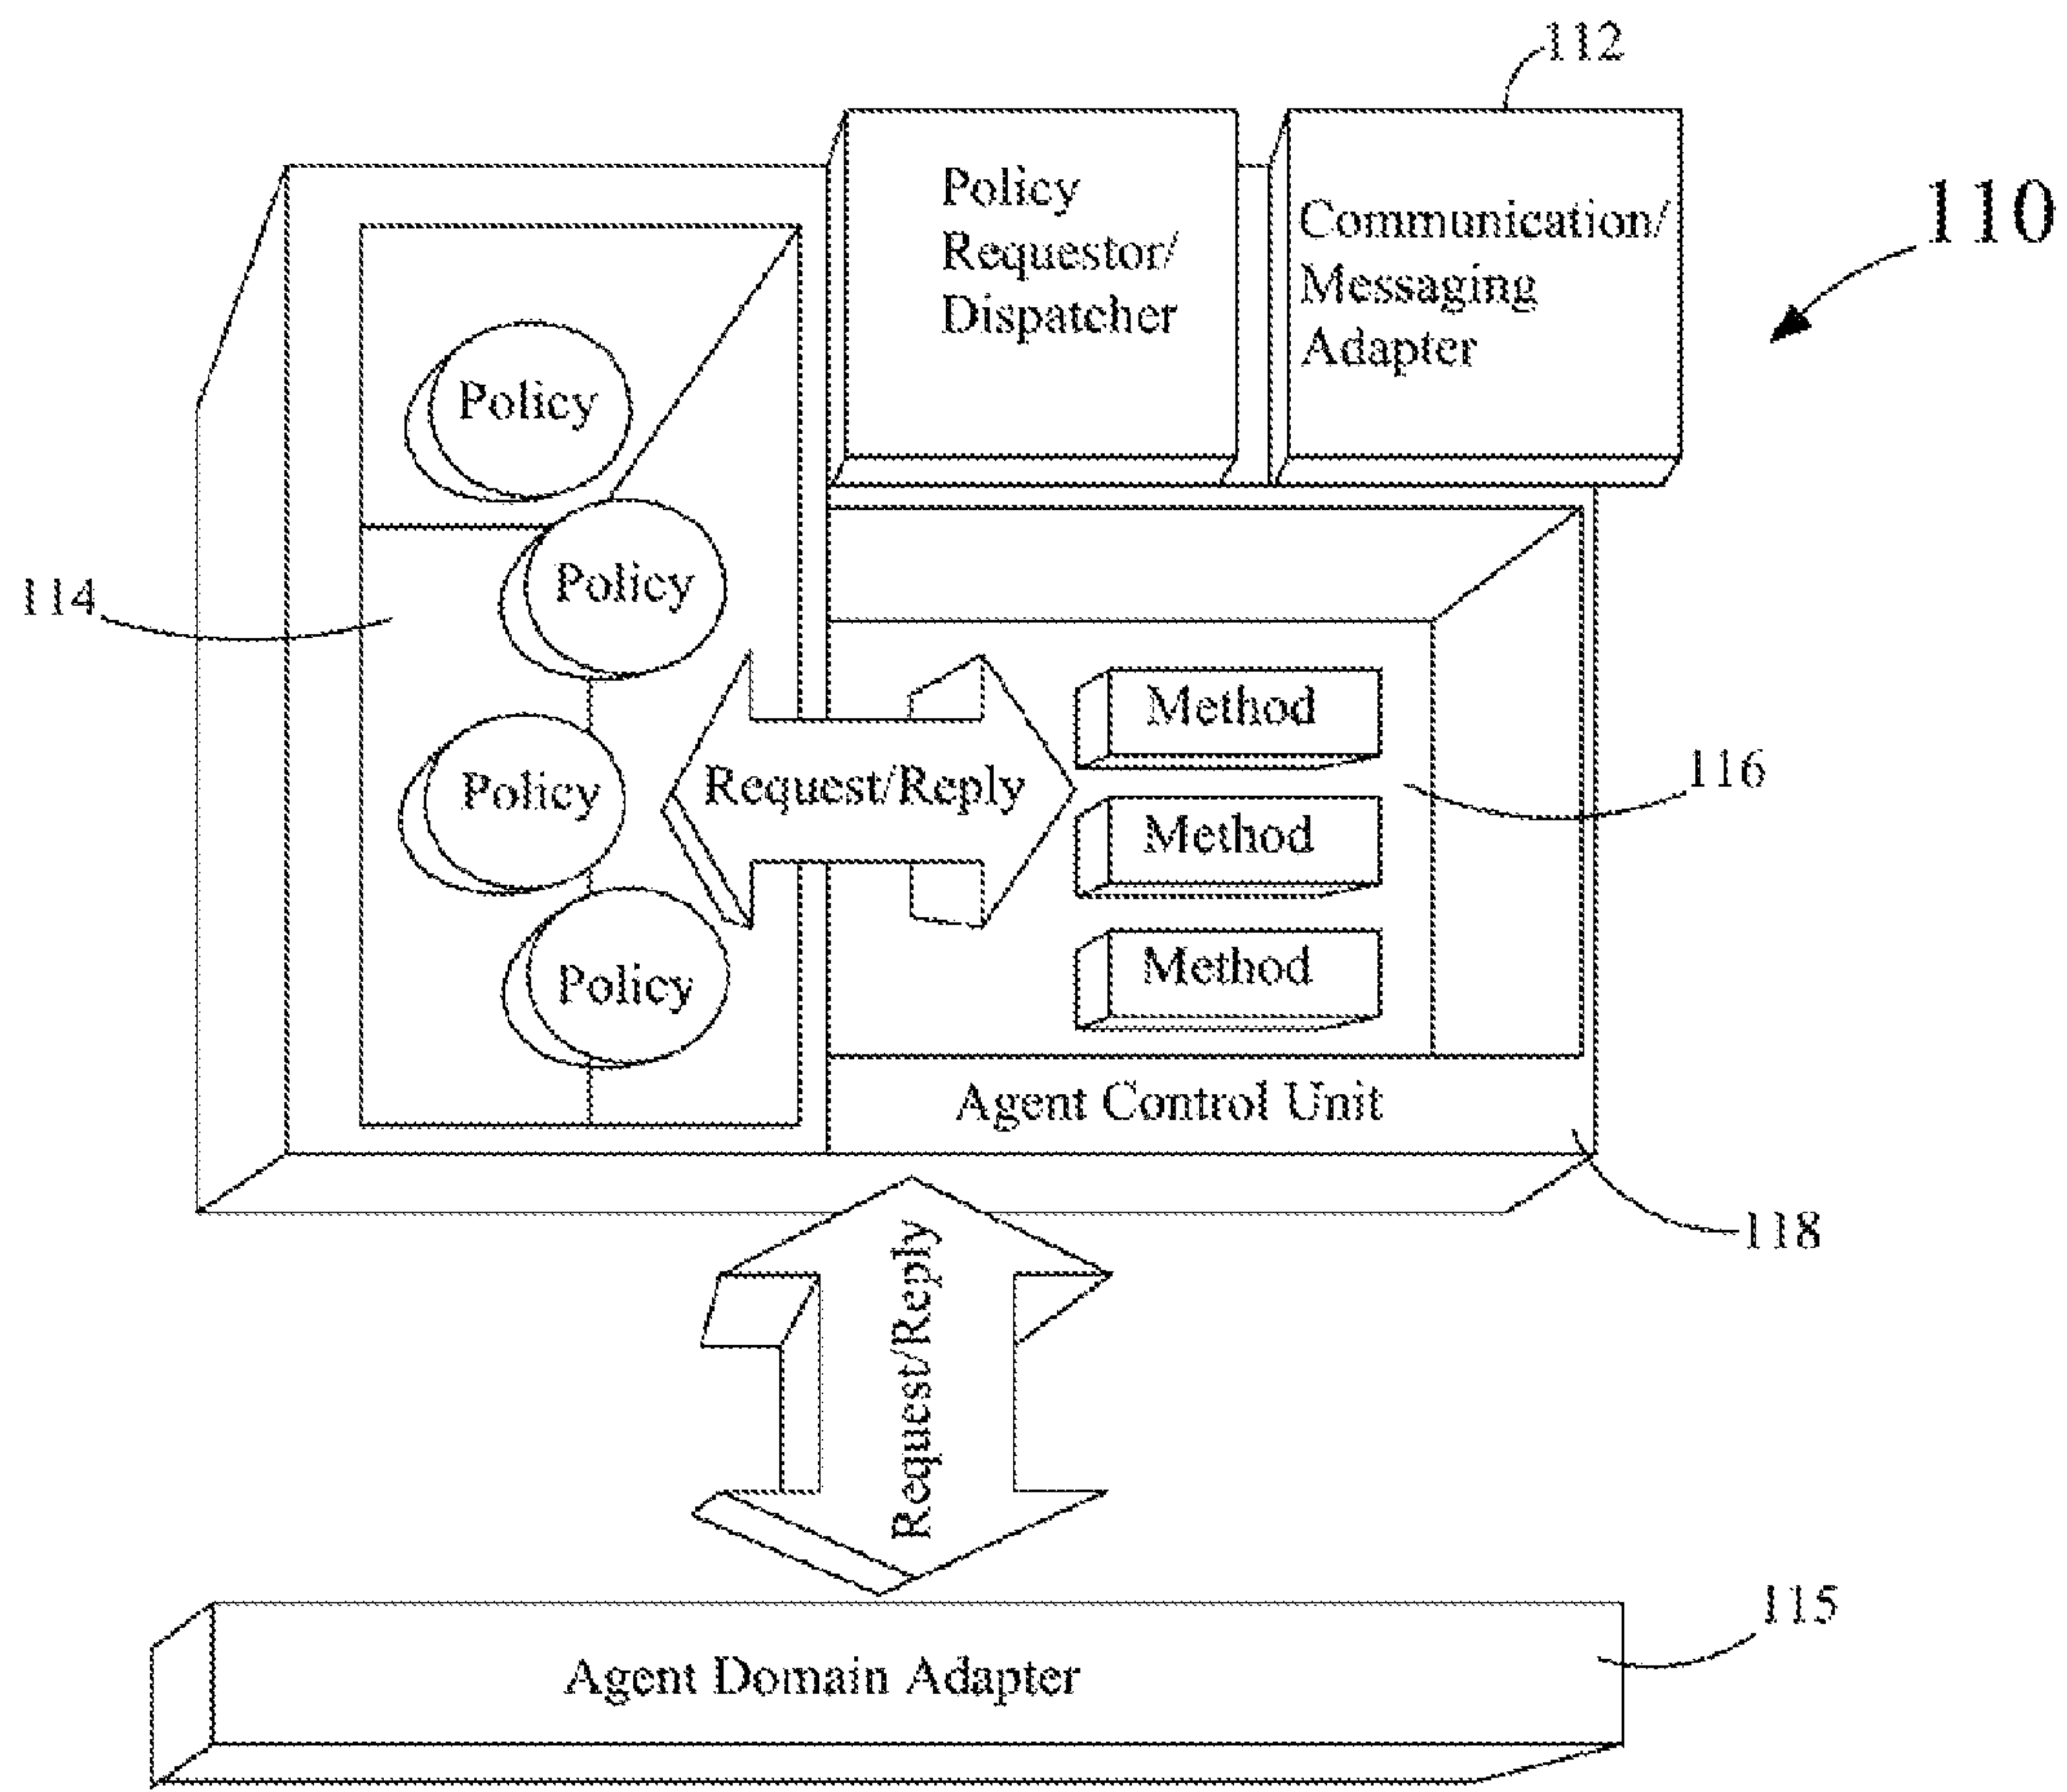 112
110
Policy
Requestor/
Dispatcher
Communication/
Messaging
Adapter
Policy
Policy
114
Policy
Policy
Request/Reply
Method
Method
Method
116
Agent Control Unit
118
Request/Reply
115
Agent Domain Adapter